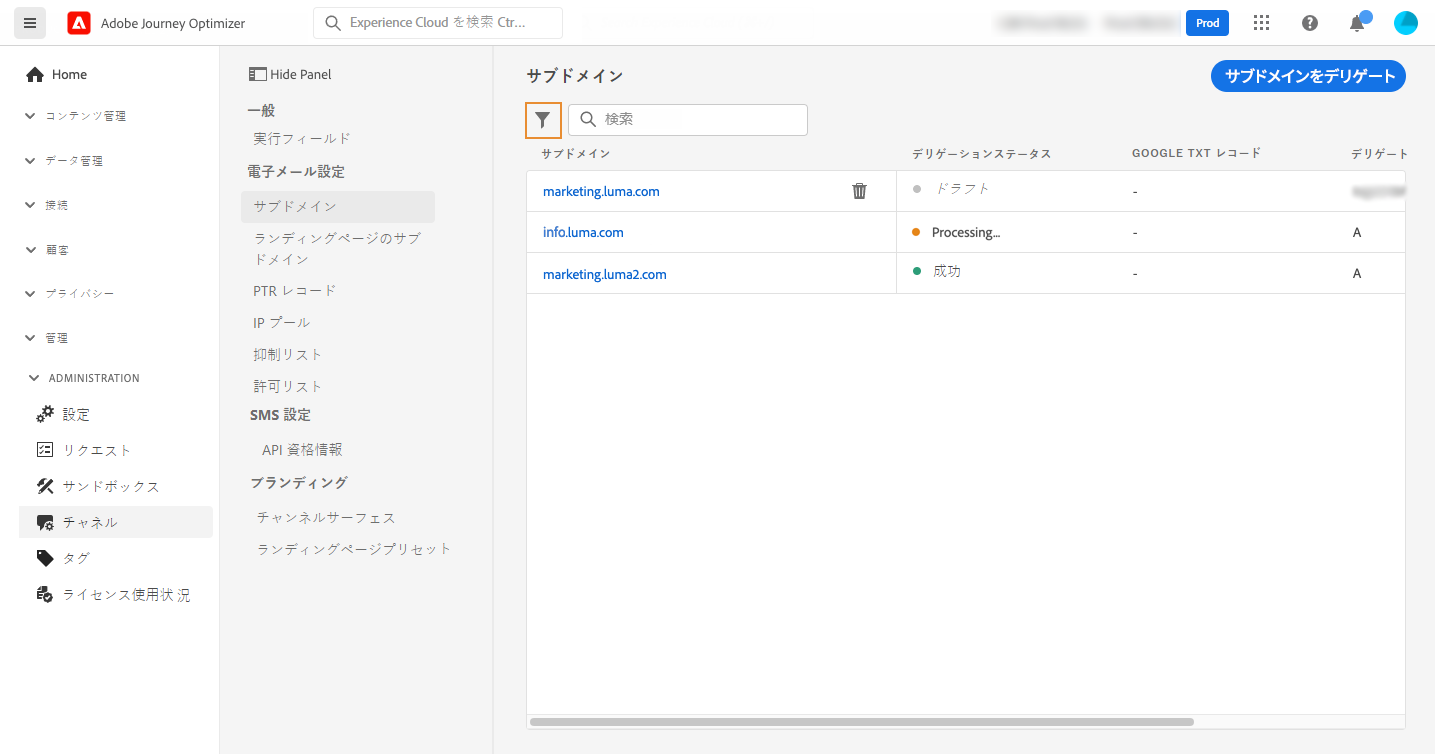 Adobe Journey Optimizer
Experience Cloud を検索 Ctr...
Prod
Home
コンテンツ管理
データ管理
接続
顧客
プライバシー
管理
ADMINISTRATION
設定
リクエスト
サンドボックス
チャネル
タグ
ライセンス使用状 況
Hide Panel
一般
実行フィールド
電子メール設定
サブドメイン
ランディングページのサブ
ドメイン
PTR レコード
IP プール
抑制リスト
許可リスト
SMS 設定
API 資格情報
ブランディング
チャンネルサーフェス
ランディングページプリセット
サブドメイン
サブドメインをデリゲート
検索
サブドメイン デリゲーションステータス GOOGLE TXT レコード デリゲート
marketing.luma.com ドラフト -
info.luma.com Processing... - A
marketing.luma2.com 成功 - A